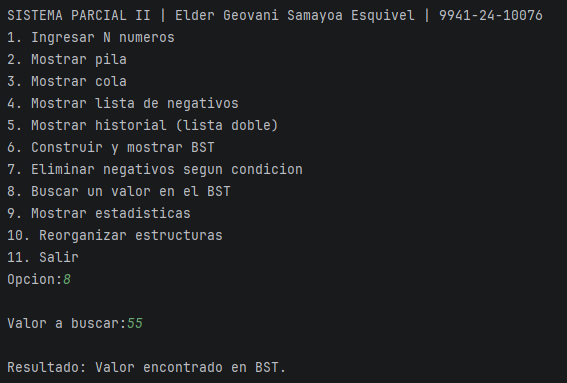 SISTEMA PARCIAL II | Elder Geovani Samayoa Esquivel | 9941-24-10076
1. Ingresar N numeros
2. Mostrar pila
3. Mostrar cola
4. Mostrar lista de negativos
5. Mostrar historial (lista doble)
6. Construir y mostrar BST
7. Eliminar negativos segun condicion
8. Buscar un valor en el BST
9. Mostrar estadisticas
10. Reorganizar estructuras
11. Salir
Opcion:8
Valor a buscar:55
Resultado: Valor encontrado en BST.